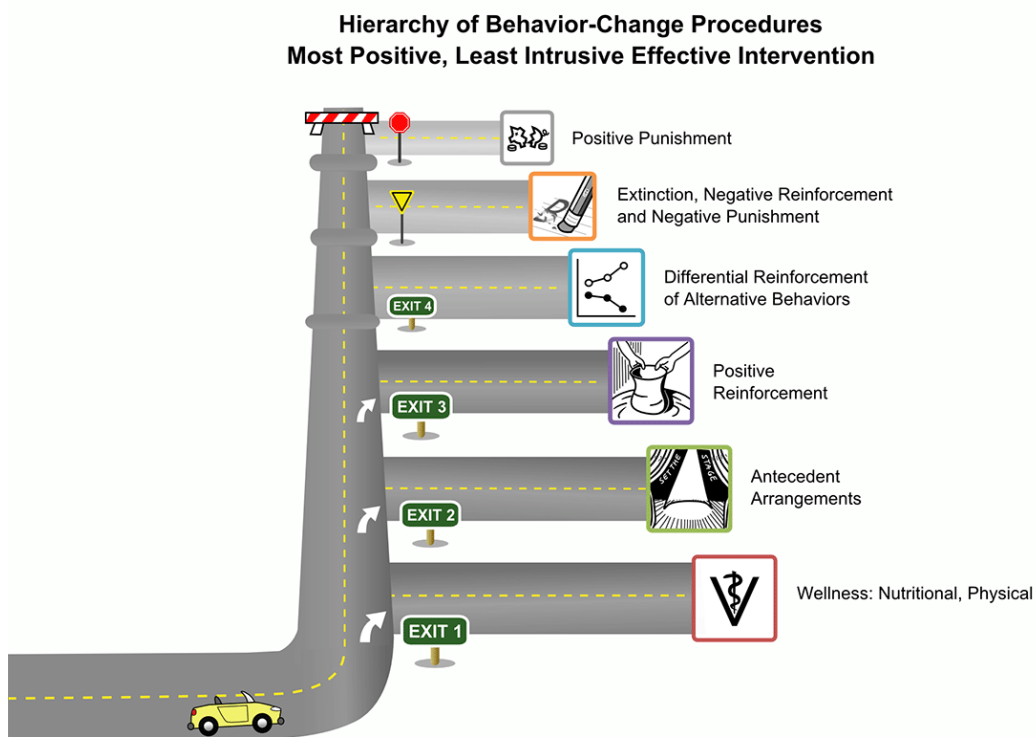 Hierarchy of Behavior-Change Procedures
Most Positive, Least Intrusive Effective Intervention
Positive Punishment
Extinction, Negative Reinforcement
and Negative Punishment
Differential Reinforcement
of Alternative Behaviors
EXIT 4
Positive
Reinforcement
EXIT 3
SET THE STAGE
Antecedent
Arrangements
EXIT 2
Wellness: Nutritional, Physical
V
EXIT 1